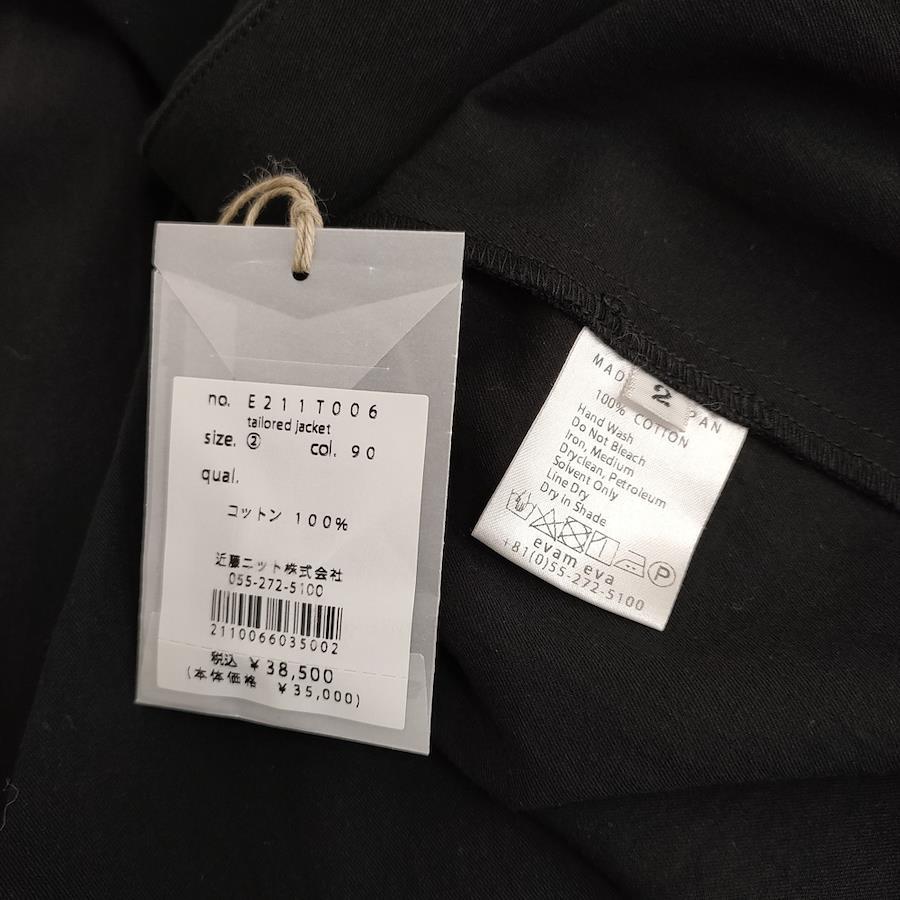 no. E211T006
tailored jacket
size. ② col. 90
qual.
コットン 100%
近藤ニット株式会社
055-272-5100
2110066035002
税込 ¥38,500
(本体価格 ¥35,000)
2
MAD PAN
100% COTTON
Hand Wash
Do Not Bleach
Iron, Medium
Dryclean, Petroleum
Solvent Only
Line Dry
Dry in Shade
P
evam eva
+81(0)55-272-5100